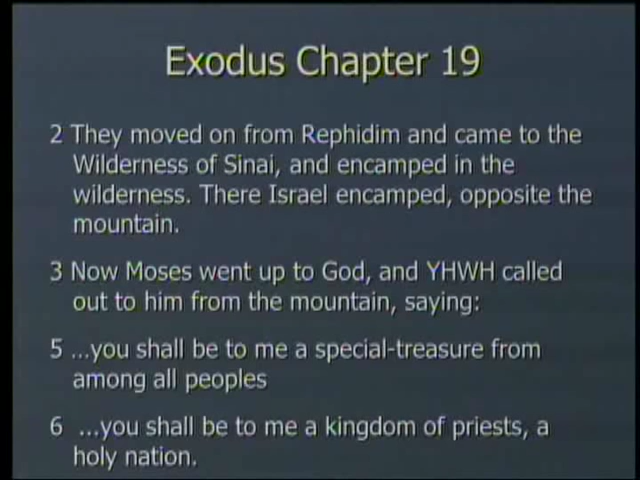 Exodus Chapter 19
2 They moved on from Rephidim and came to the
Wilderness of Sinai, and encamped in the
wilderness. There Israel encamped, opposite the
mountain.
3 Now Moses went up to God, and YHWH called
out to him from the mountain, saying:
5 ...you shall be to me a special-treasure from
among all peoples
6 ...you shall be to me a kingdom of priests, a
holy nation.